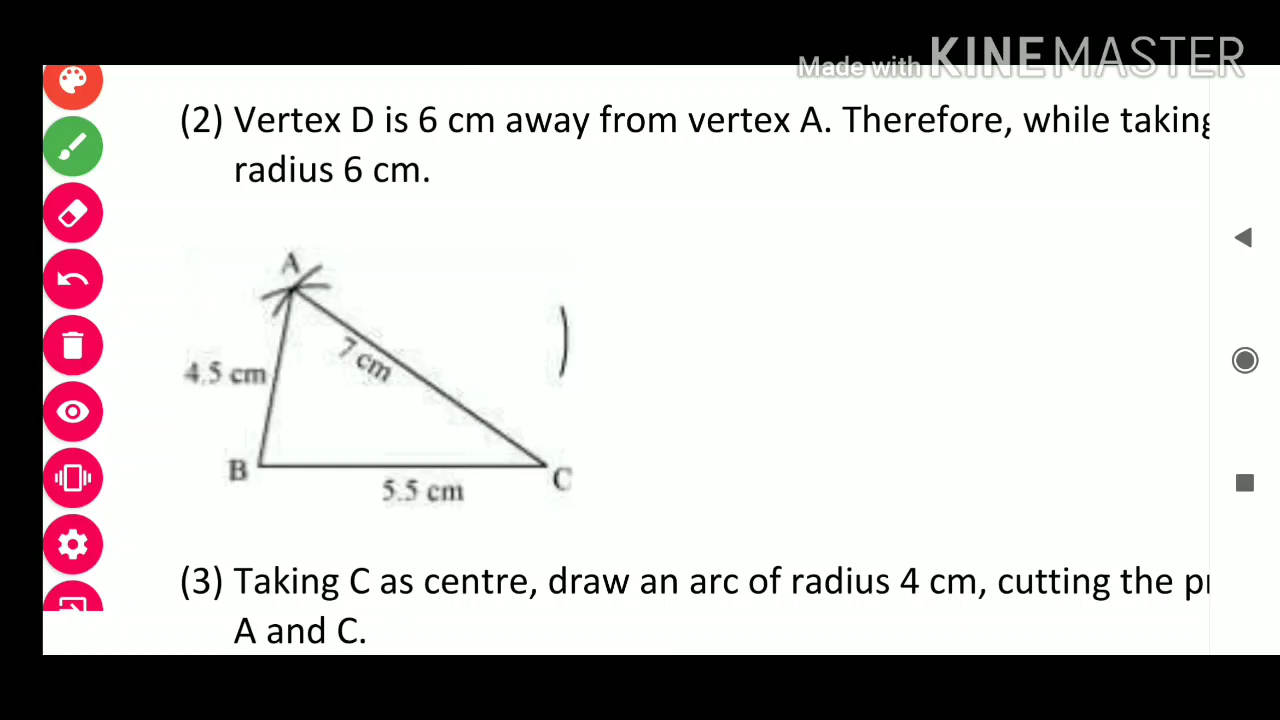 Made with KINEMASTER
(2) Vertex D is 6 cm away from vertex A. Therefore, while taking
radius 6 cm.
A
7 cm
4.5 cm
B
C
5.5 cm
(3) Taking C as centre, draw an arc of radius 4 cm, cutting the
A and C.